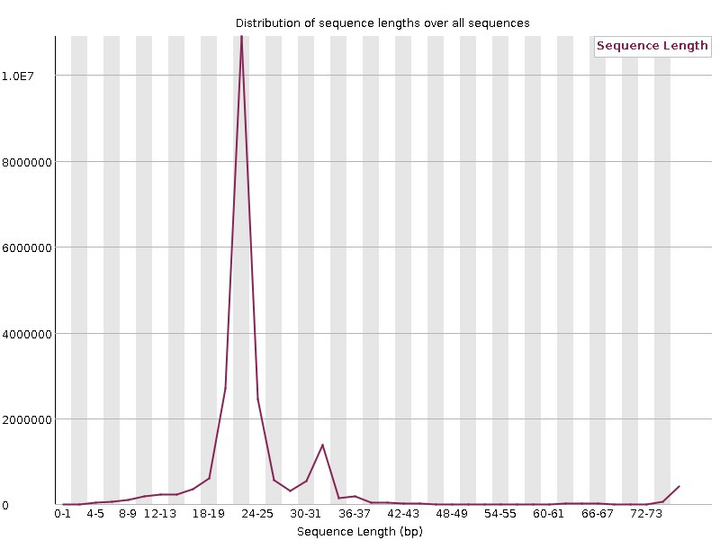 Distribution of sequence lengths over all sequences
Sequence Length
1.0E7
8000000
6000000
4000000
2000000
0
0-1 4-5 8-9 12-13 18-19 24-25 30-31 36-37 42-43 48-49 54-55 60-61 66-67 72-73
Sequence Length (bp)